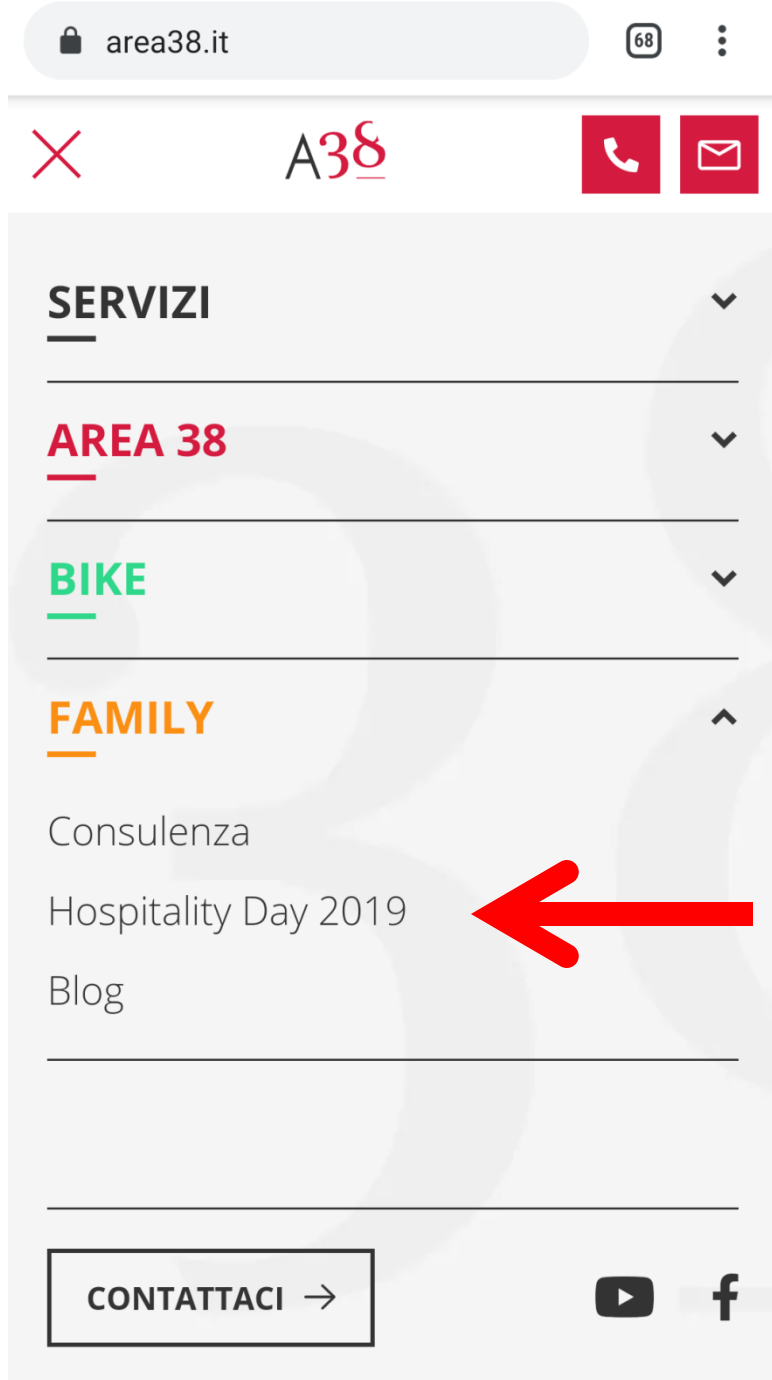 area38.it
68
A38
SERVIZI
AREA 38
BIKE
FAMILY
Consulenza
Hospitality Day 2019
Blog
CONTATTACI →